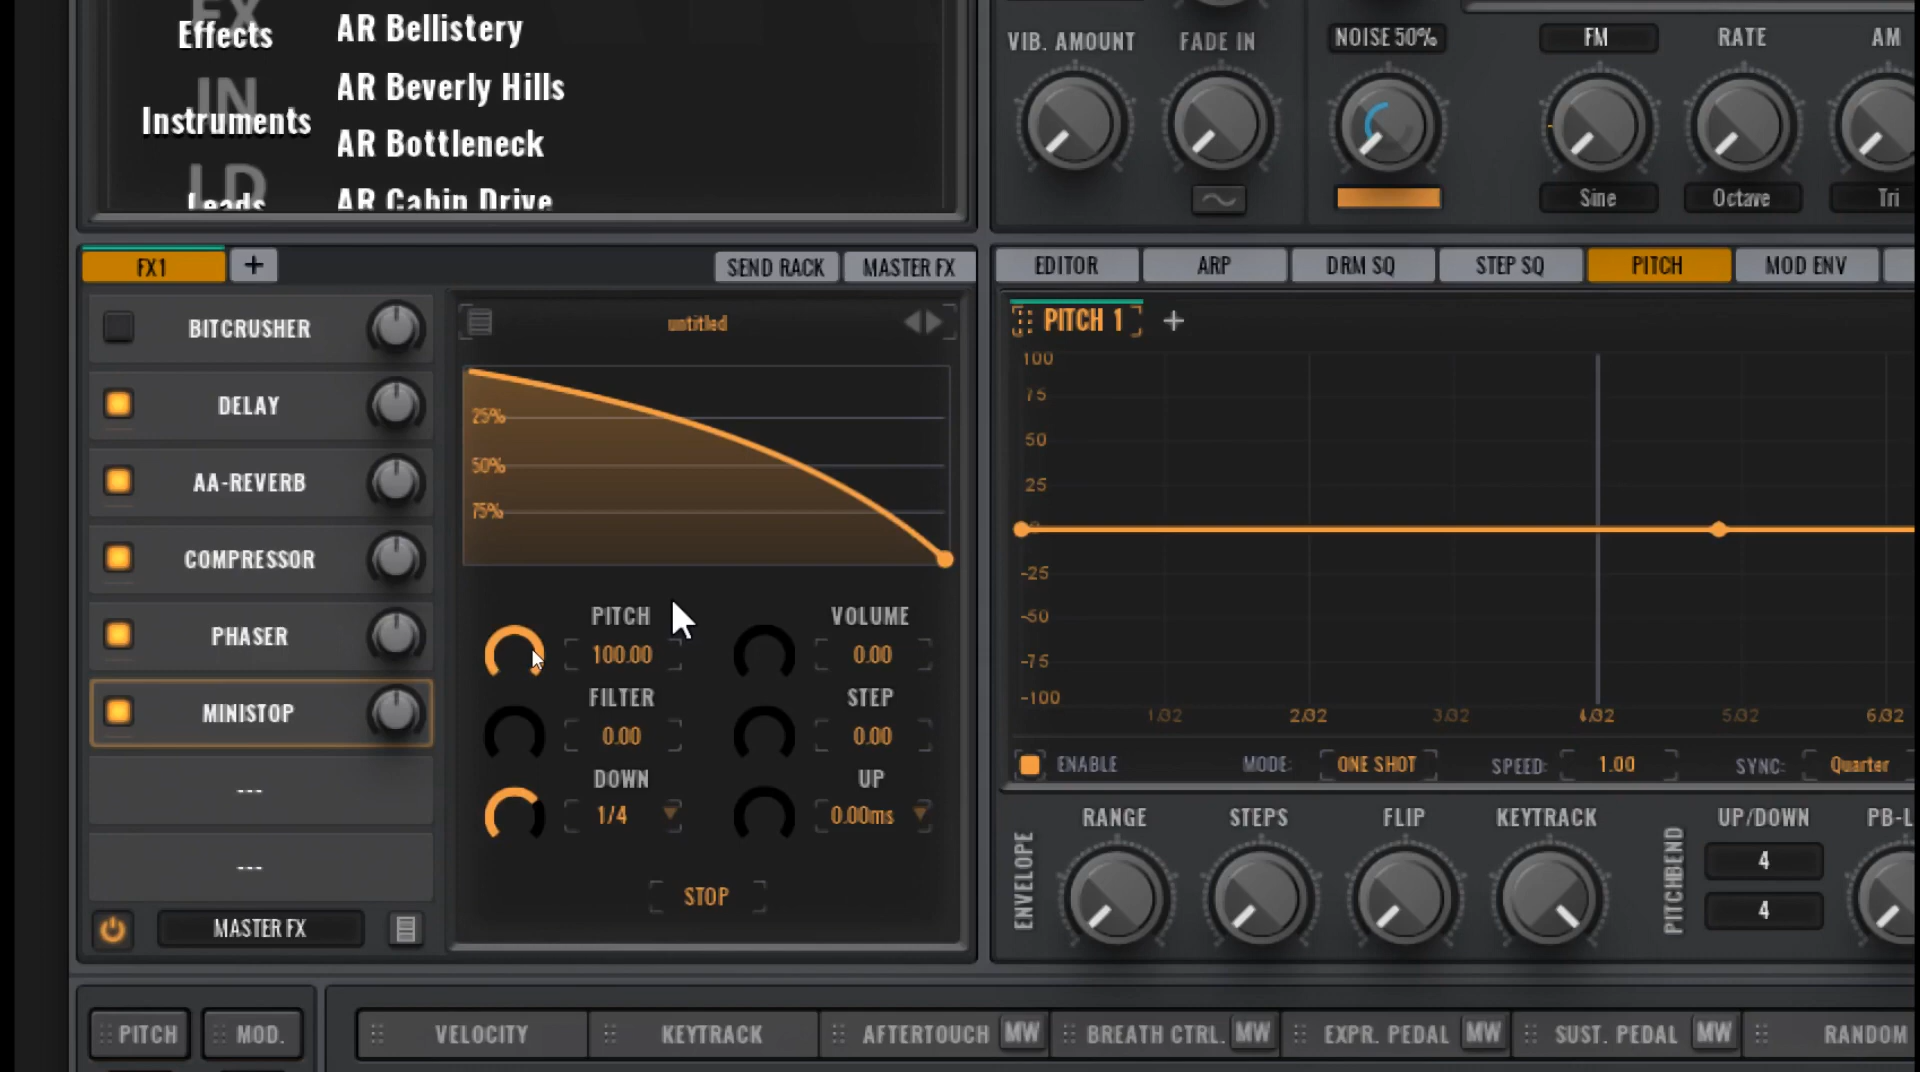 FX
Effects
IN
Instruments
LD
Leads
AR Bellistery
AR Beverly Hills
AR Bottleneck
AR Cabin Drive
VIB. AMOUNT
FADE IN
NOISE 50%
FM
RATE
AM
Sine
Octave
Tri
FX1
+
SEND RACK
MASTER FX
BITCRUSHER
DELAY
AA-REVERB
COMPRESSOR
PHASER
MINISTOP
---
---
MASTER FX
untitled
25%
50%
75%
PITCH
100.00
VOLUME
0.00
FILTER
0.00
STEP
0.00
DOWN
1/4
UP
0.00ms
STOP
EDITOR
ARP
DRM SQ
STEP SQ
PITCH
MOD ENV
PITCH 1
+
100
75
50
25
-25
-50
-75
-100
1.02
2.02
3.02
4.02
5.02
6.02
ENABLE
MODE:
ONE SHOT
SPEED:
1.00
SYNC:
Quarter
ENVELOPE
RANGE
STEPS
FLIP
KEYTRACK
PITCHBEND
UP/DOWN
4
4
PB-L
PITCH
MOD.
VELOCITY
KEYTRACK
AFTERTOUCH
MW
BREATH CTRL.
MW
EXPR. PEDAL
MW
SUST. PEDAL
MW
RANDOM